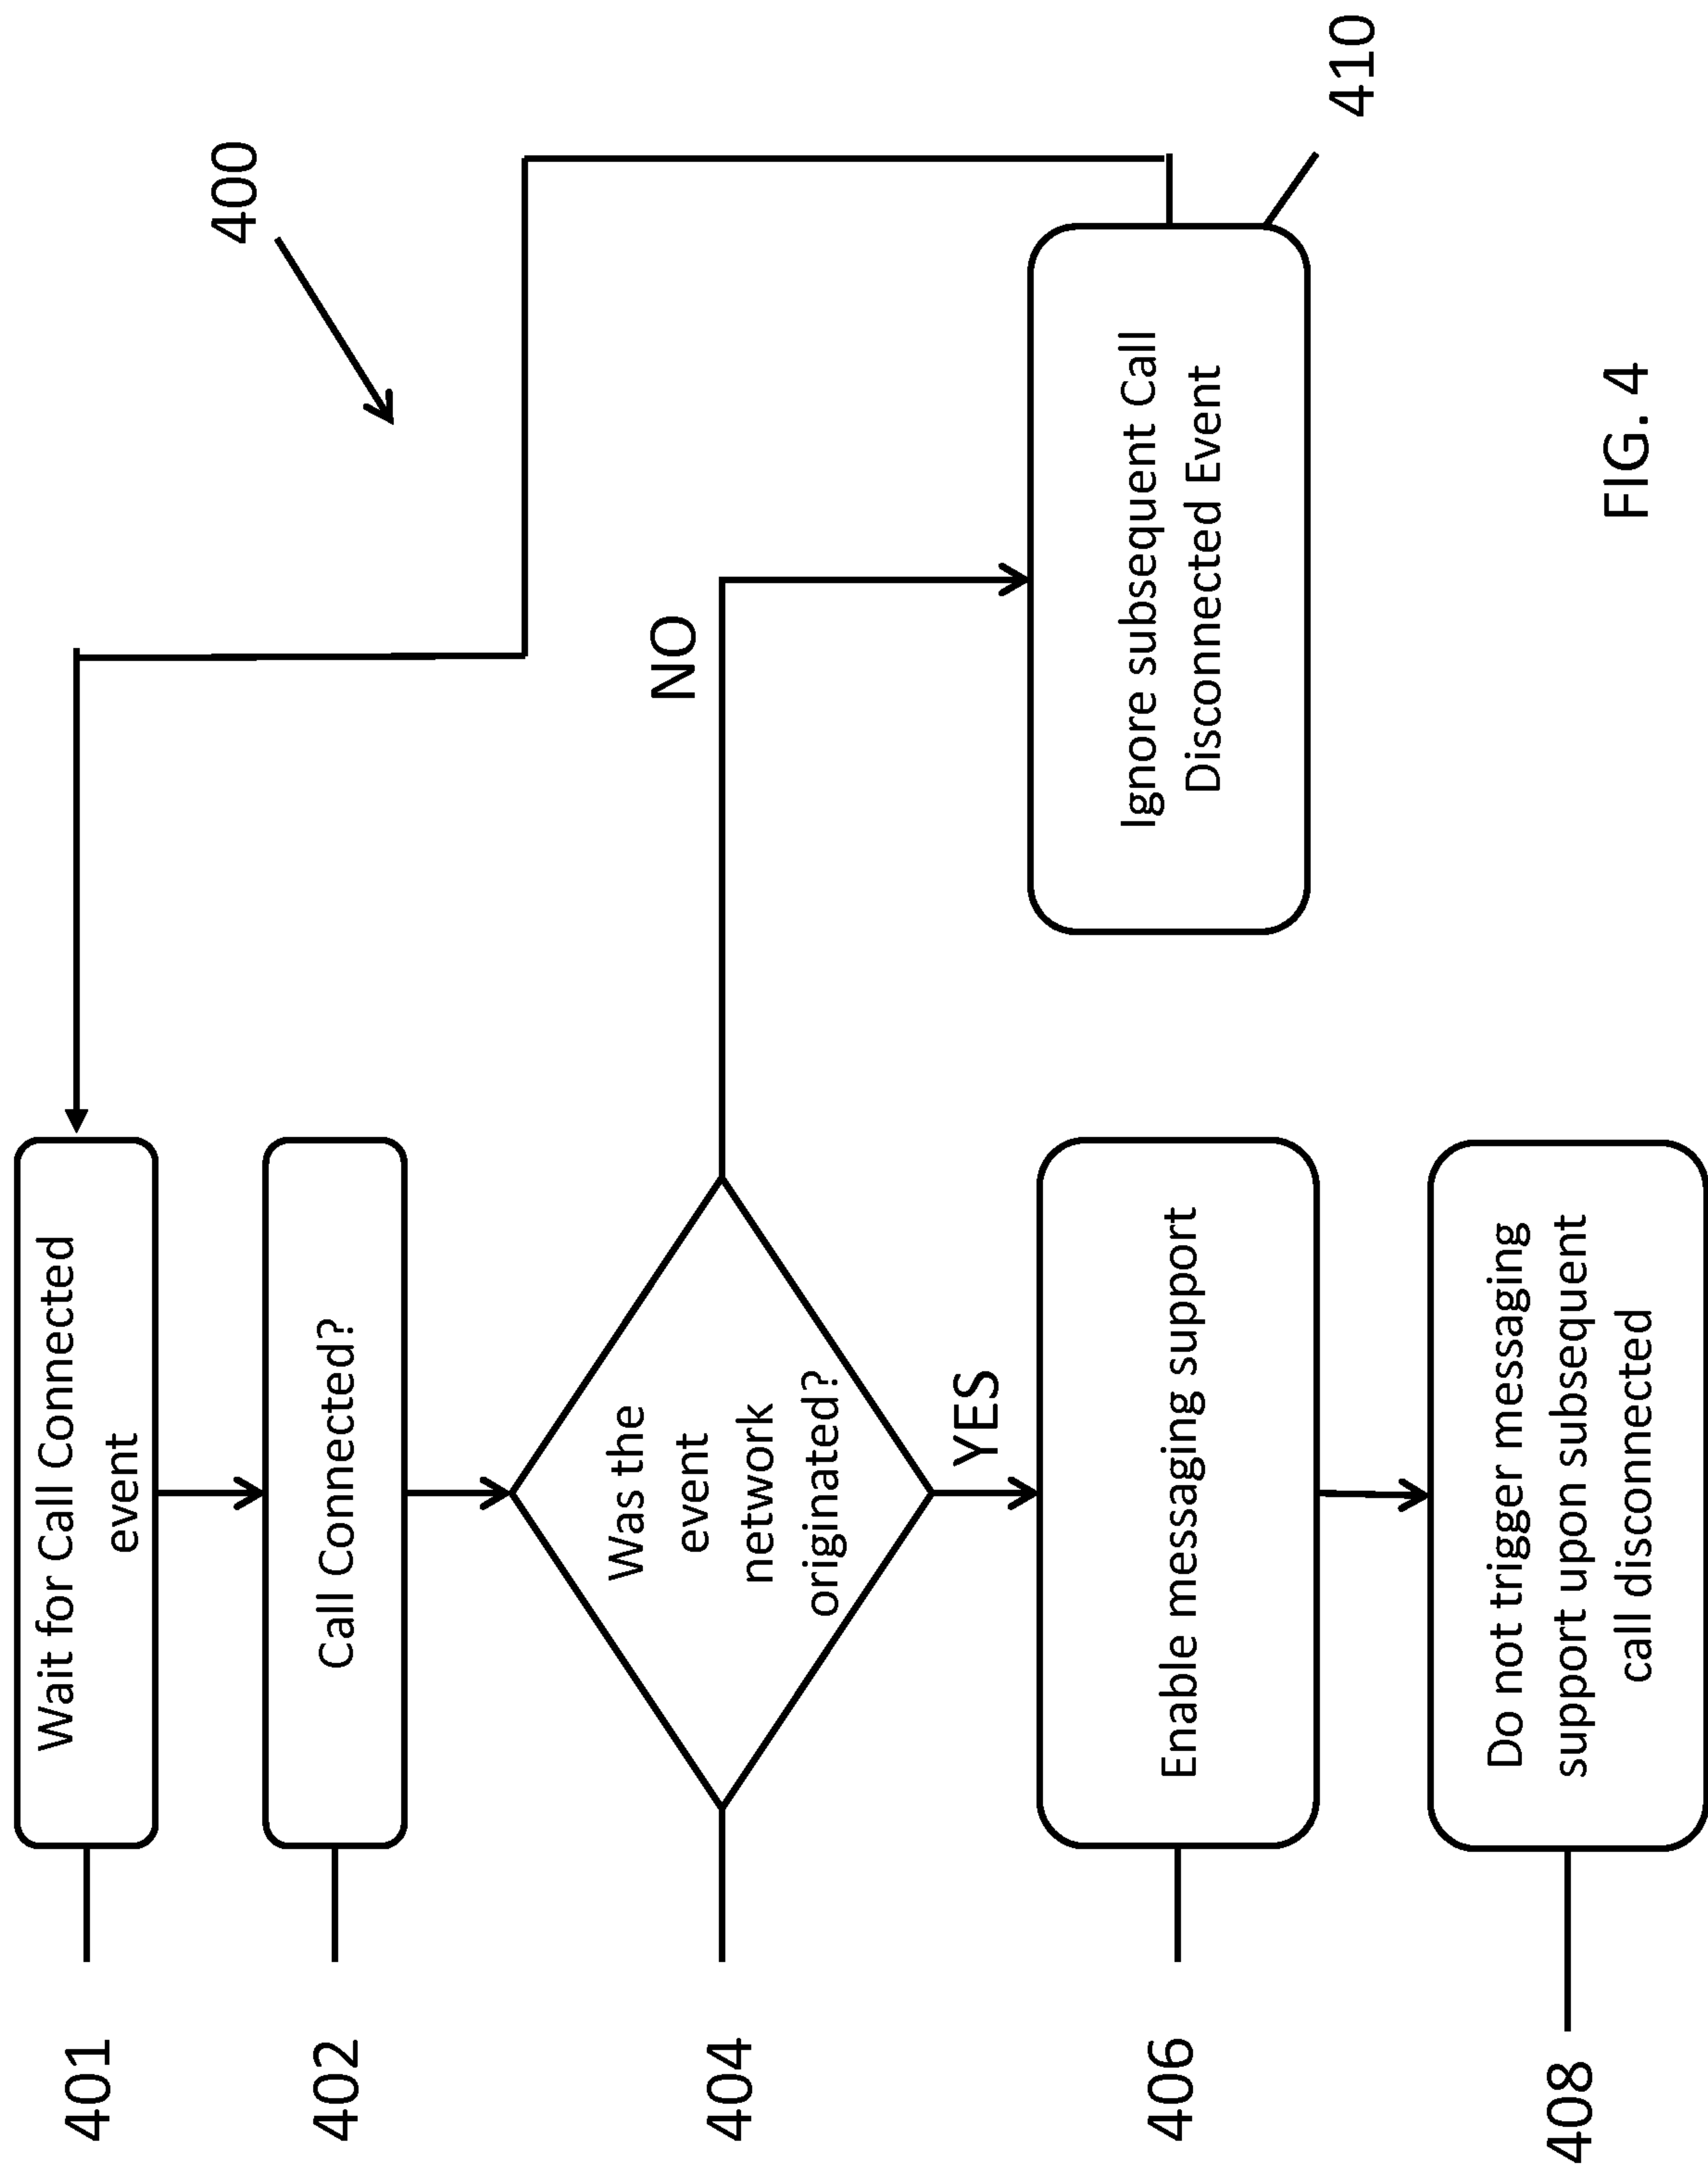 400
401
Wait for Call Connected
event
402
Call Connected?
404
Was the
event
network
originated?
NO
YES
406
Enable messaging support
Ignore subsequent Call
Disconnected Event
410
408
Do not trigger messaging
support upon subsequent
call disconnected
FIG. 4